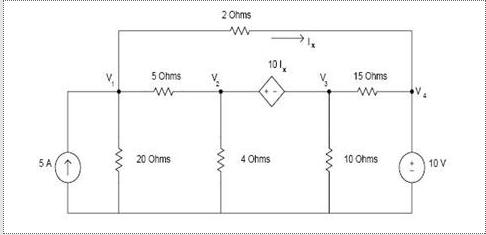 2 Ohms
Iₓ
10 Iₓ
V₁ 5 Ohms V₂ V₃ 15 Ohms V₄
5 A 20 Ohms 4 Ohms 10 Ohms + - 10 V